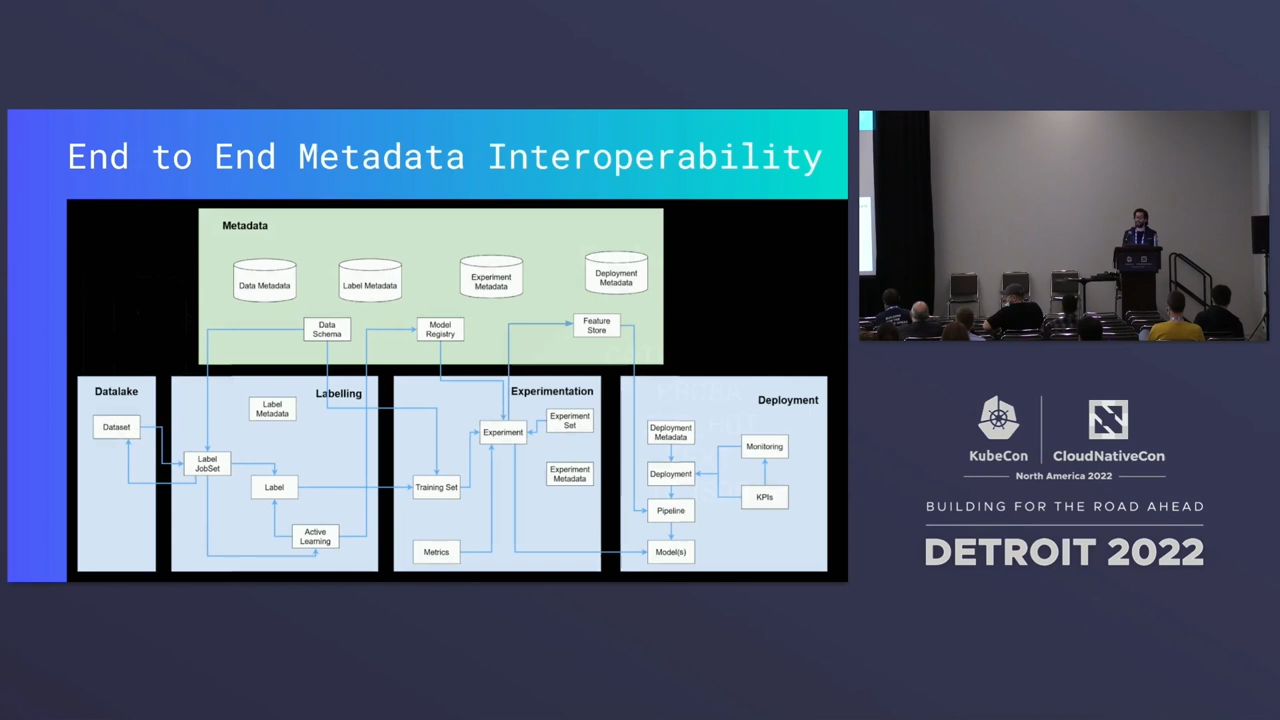 End to End Metadata Interoperability
Metadata
Data Metadata
Label Metadata
Experiment
Metadata
Deployment
Metadata
Data
Schema
Model
Registry
Feature
Store
Datalake
Dataset
Labelling
Label
Metadata
Label
JobSet
Label
Active
Learning
Experimentation
Experiment
Experiment
Set
Experiment
Metadata
Training Set
Metrics
Deployment
Deployment
Metadata
Deployment
Pipeline
Model(s)
Monitoring
KPIs
KubeCon
CloudNativeCon
North America 2022
BUILDING FOR THE ROAD AHEAD
DETROIT 2022